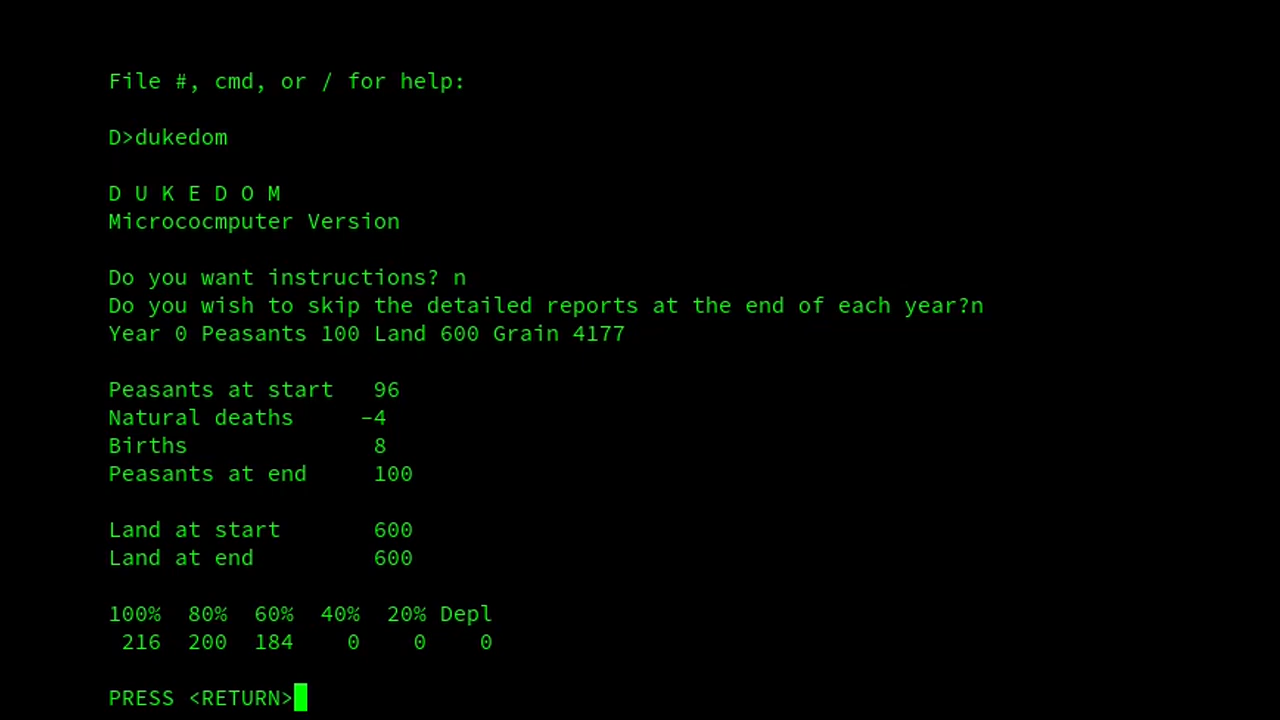 File #, cmd, or / for help:
D>dukedom
D U K E D O M
Micrococmputer Version
Do you want instructions? n
Do you wish to skip the detailed reports at the end of each year?n
Year 0 Peasants 100 Land 600 Grain 4177
Peasants at start 96
Natural deaths -4
Births 8
Peasants at end 100
Land at start 600
Land at end 600
100% 80% 60% 40% 20% Depl
216 200 184 0 0 0
PRESS <RETURN>